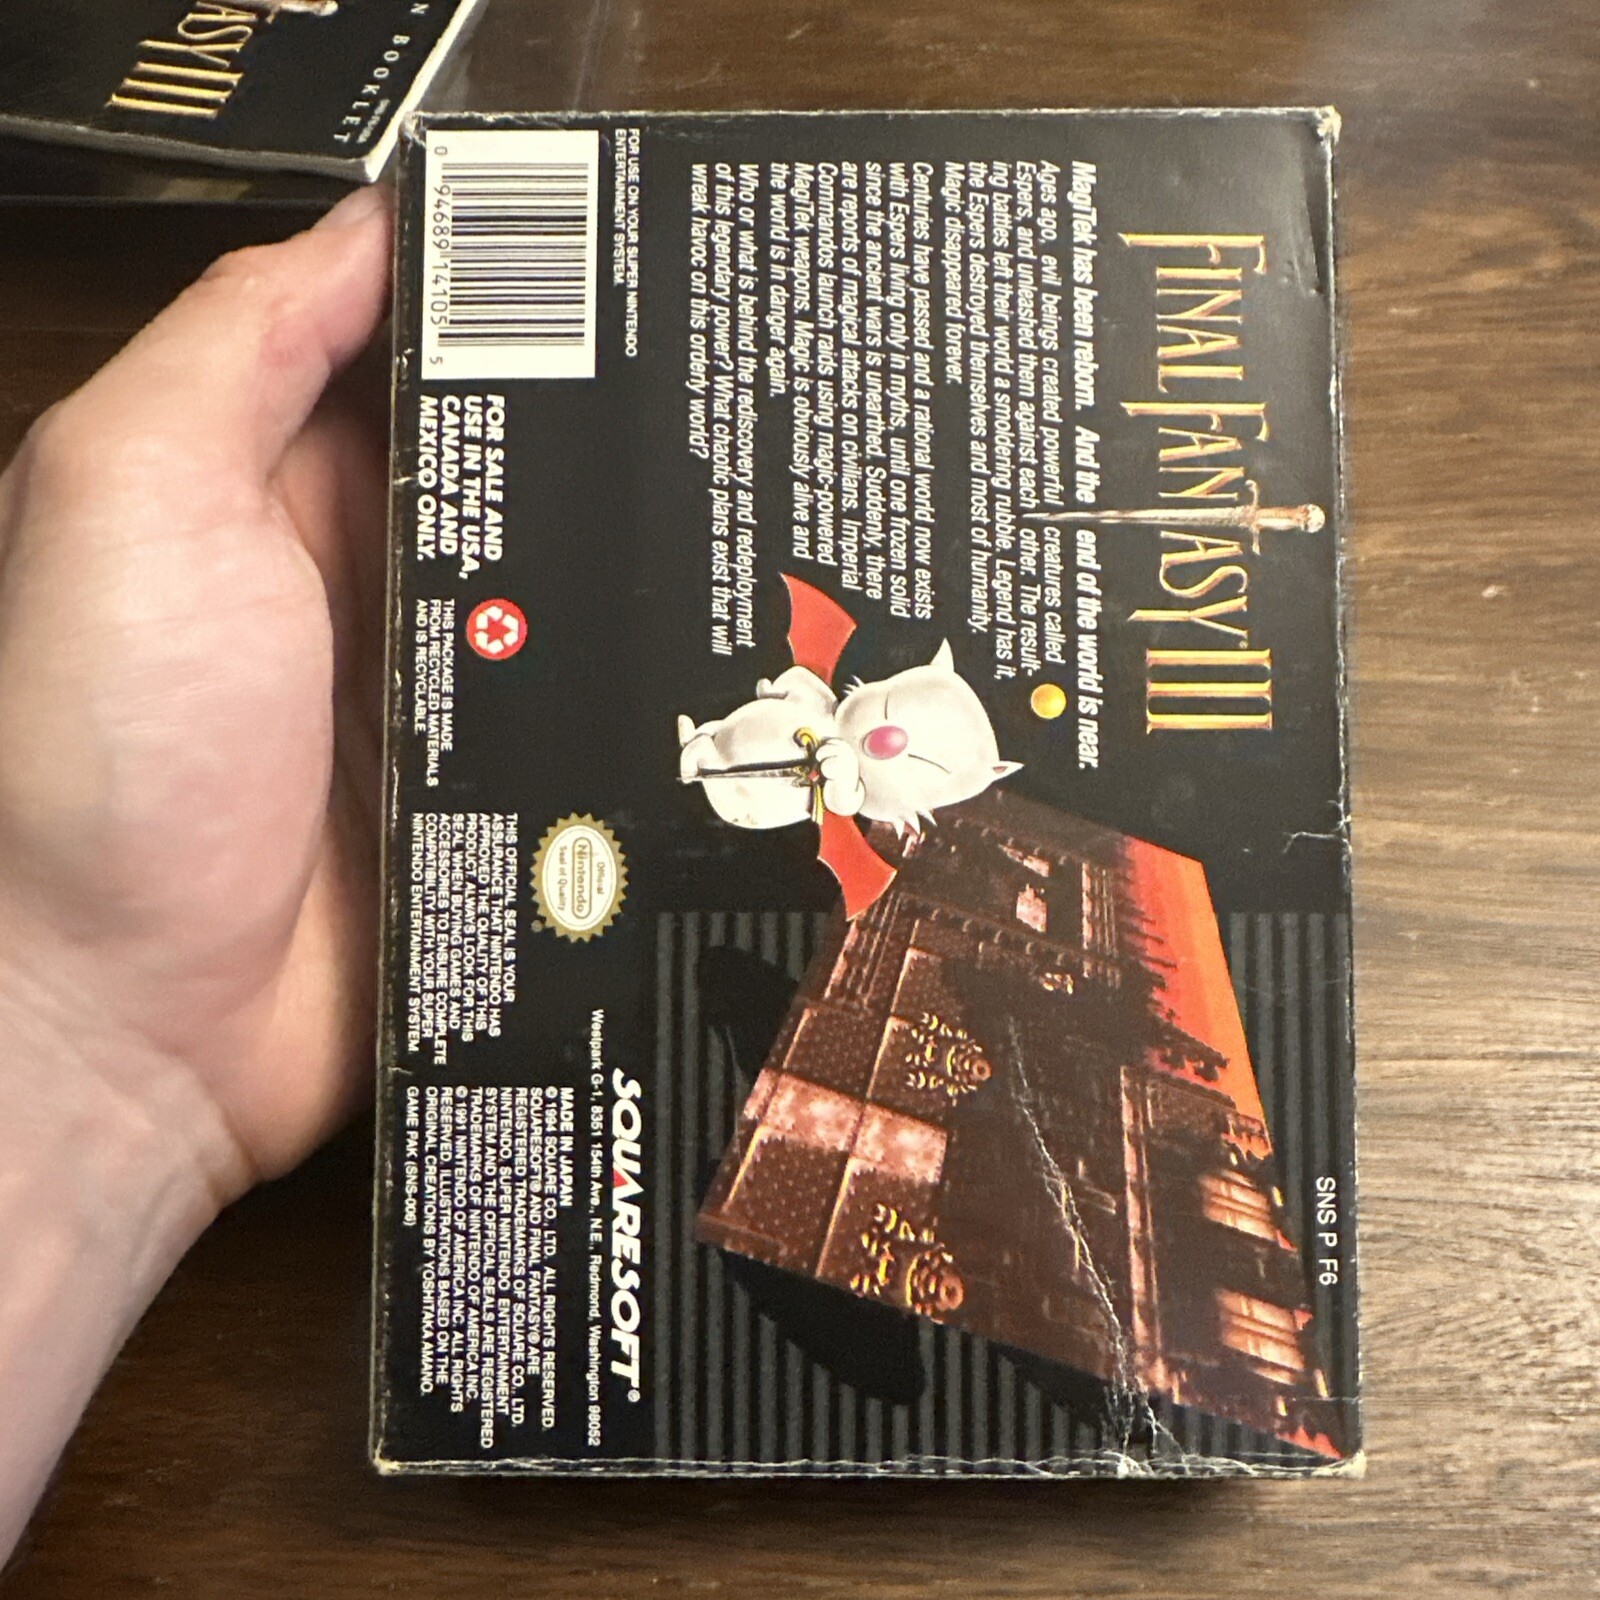 N BOOKLET
ASY III
FINAL FANTASY III
SNS P F6
MagiTek has been reborn. And the end of the world is near.
Ages ago, evil beings created powerful creatures called
Espers, and unleashed them against each other. The result-
ing battles left their world a smoldering rubble. Legend has it,
the Espers destroyed themselves and most of humanity.
Magic disappeared forever.
Centuries have passed and a rational world now exists
with Espers living only in myths, until one frozen solid
since the ancient wars is unearthed. Suddenly, there
are reports of magical attacks on civilians. Imperial
Commandos launch raids using magic-powered
MagiTek weapons. Magic is obviously alive and
the world is in danger again.
Who or what is behind the rediscovery and redeployment
of this legendary power? What chaotic plans exist that will
wreak havoc on this orderly world?
FOR USE ON YOUR SUPER NINTENDO
ENTERTAINMENT SYSTEM.
0 94689 14105 5
FOR SALE AND
USE IN THE USA,
CANADA AND
MEXICO ONLY.
THIS PACKAGE IS MADE
FROM RECYCLED MATERIALS
AND IS RECYCLABLE.
Official
Nintendo
Seal of Quality
THIS OFFICIAL SEAL IS YOUR
ASSURANCE THAT NINTENDO HAS
APPROVED THE QUALITY OF THIS
PRODUCT. ALWAYS LOOK FOR THIS
SEAL WHEN BUYING GAMES AND
ACCESSORIES TO ENSURE COMPLETE
COMPATIBILITY WITH YOUR SUPER
NINTENDO ENTERTAINMENT SYSTEM.
SQUARESOFT®
Westpark G-1, 8351 154th Ave., N.E., Redmond, Washington 98052
MADE IN JAPAN
© 1994 SQUARE CO., LTD. ALL RIGHTS RESERVED.
SQUARESOFT® AND FINAL FANTASY® ARE
REGISTERED TRADEMARKS OF SQUARE CO., LTD.
NINTENDO, SUPER NINTENDO ENTERTAINMENT
SYSTEM AND THE OFFICIAL SEALS ARE REGISTERED
TRADEMARKS OF NINTENDO OF AMERICA INC.
© 1991 NINTENDO OF AMERICA INC. ALL RIGHTS
RESERVED. ILLUSTRATIONS BASED ON THE
ORIGINAL CREATIONS BY YOSHITAKA AMANO.
GAME PAK (SNS-006)